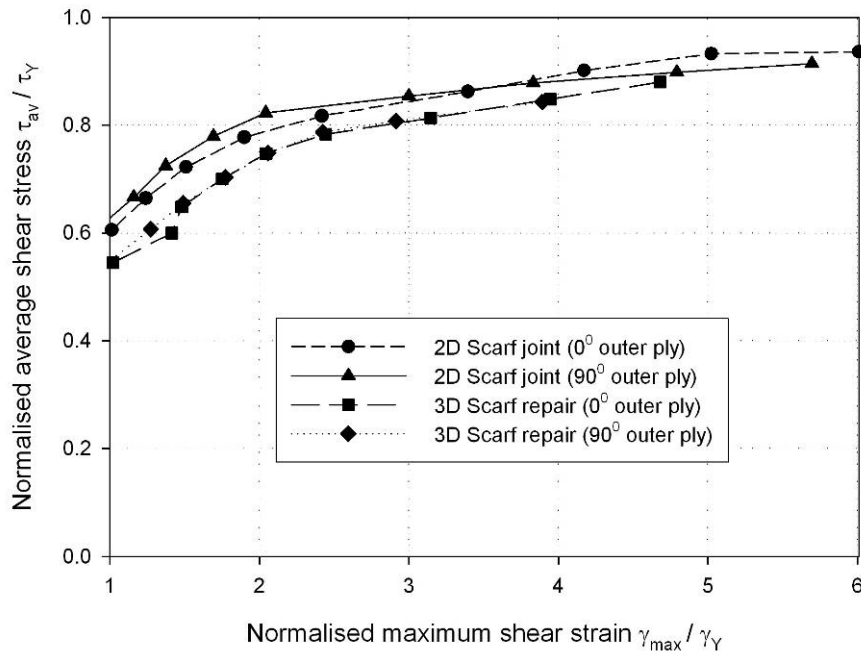 1.0
0.8
0.6
0.4
0.2
0.0
Normalised average shear stress τav / τY
2D Scarf joint (0⁰ outer ply)
2D Scarf joint (90⁰ outer ply)
3D Scarf repair (0⁰ outer ply)
3D Scarf repair (90⁰ outer ply)
1 2 3 4 5 6
Normalised maximum shear strain γmax / γY